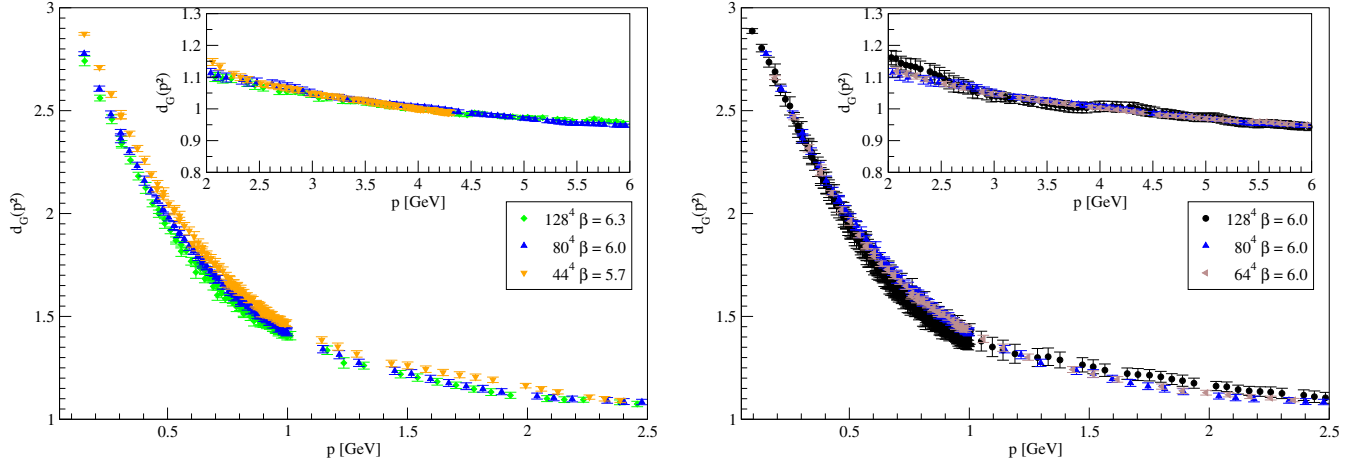 3
2.5
2
1.5
1
d_G(p²)
0.5 1 1.5 2 2.5
p [GeV]
1.3
1.2
1.1
1
0.9
0.8
d_G(p²)
2 2.5 3 3.5 4 4.5 5 5.5 6
p [GeV]
128⁴ β = 6.3
80⁴ β = 6.0
44⁴ β = 5.7
3
2.5
2
1.5
1
d_G(p²)
0.5 1 1.5 2 2.5
p [GeV]
1.3
1.2
1.1
1
0.9
0.8
d_G(p²)
2 2.5 3 3.5 4 4.5 5 5.5 6
p [GeV]
128⁴ β = 6.0
80⁴ β = 6.0
64⁴ β = 6.0